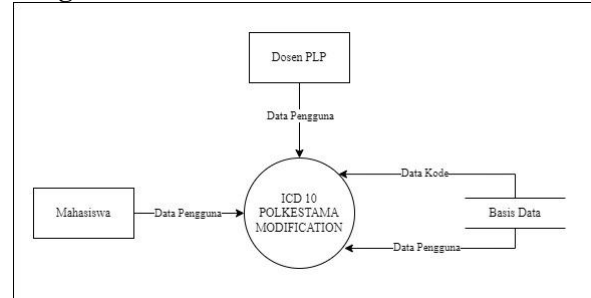 Dosen PLP
Data Pengguna
Data Kode
ICD 10
POLKESTAMA
MODIFICATION
Mahasiswa
Data Pengguna
Basis Data
Data Pengguna